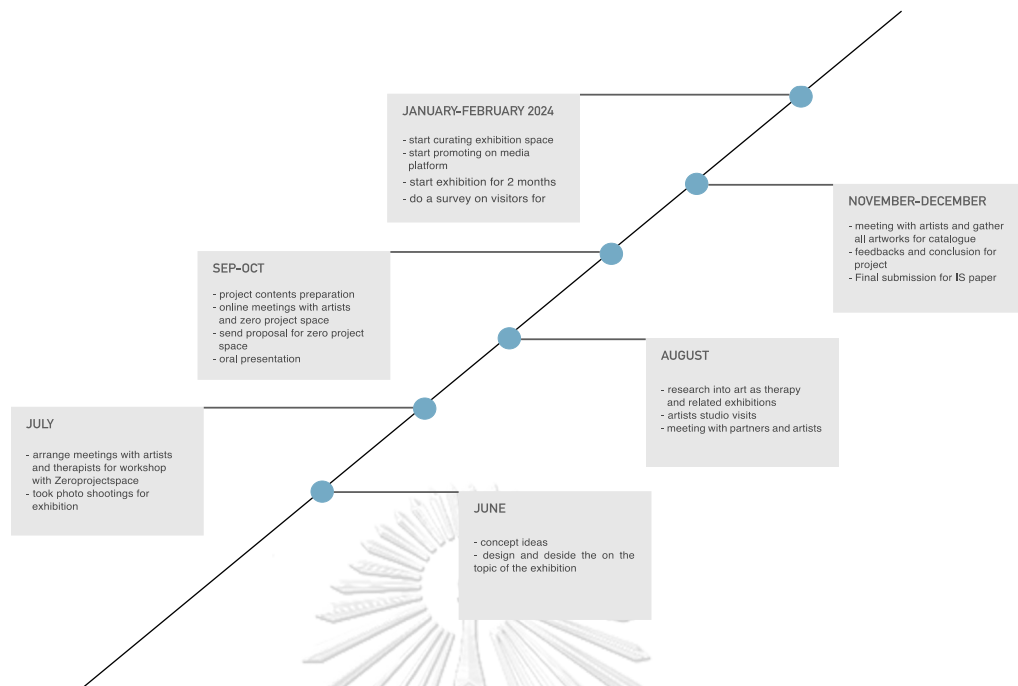 JANUARY-FEBRUARY 2024
- start curating exhibition space
- start promoting on media
platform
- start exhibition for 2 months
- do a survey on visitors for
NOVEMBER-DECEMBER
- meeting with artists and gather
all artworks for catalogue
- feedbacks and conclusion for
project
- Final submission for IS paper
SEP-OCT
- project contents preparation
- online meetings with artists
and zero project space
- send proposal for zero project
space
- oral presentation
AUGUST
- research into art as therapy
and related exhibitions
- artists studio visits
- meeting with partners and artists
JULY
- arrange meetings with artists
and therapists for workshop
with Zeroprojectspace
- took photo shootings for
exhibition
JUNE
- concept ideas
- design and deside the on the
topic of the exhibition